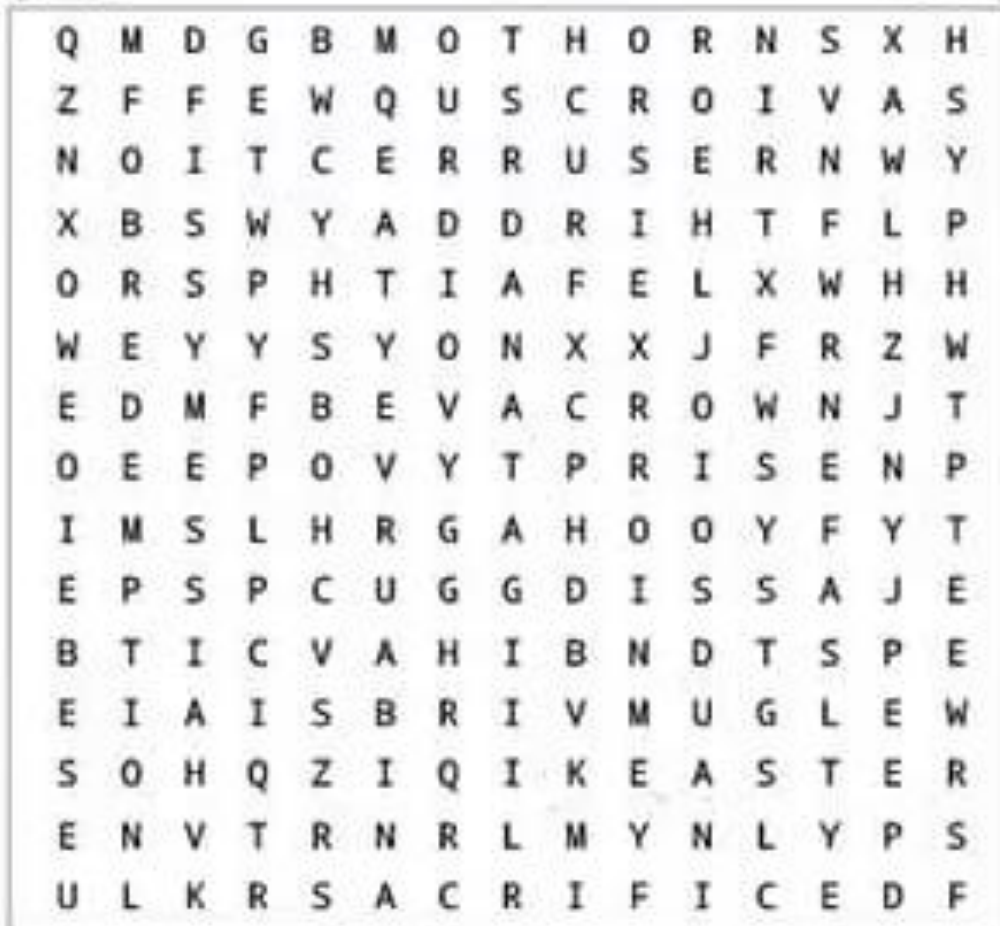 Q M D G B M O T H O R N S X H
Z F F E W Q U S C R O I V A S
N O I T C E R R U S E R N W Y
X B S W Y A D D R I H T F L P
O R S P H T I A F E L X W H H
W E Y Y S Y O N X X J F R Z W
E D M F B E V A C R O W N J T
O E E P O V Y T P R I S E N P
I M S L H R G A H O O Y F Y T
E P S P C U G G D I S S A J E
B T I C V A H I B N D T S P E
E I A I S B R I V M U G L E W
S O H Q Z I Q I K E A S T E R
E N V T R N R L M Y N L Y P S
U L K R S A C R I F I C E D F